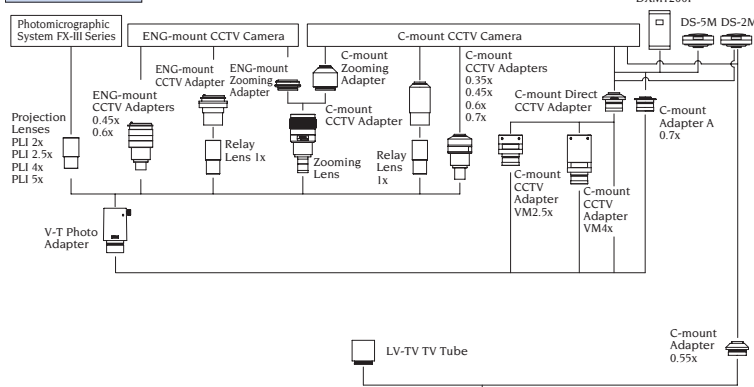 DS-5M DS-2M
Photomicrographic
System FX-III Series
ENG-mount CCTV Camera
C-mount CCTV Camera
ENG-mount
CCTV Adapters
0.45x
0.6x
ENG-mount
CCTV Adapter
ENG-mount
Zooming
Adapter
C-mount
Zooming
Adapter
C-mount
CCTV Adapter
C-mount
CCTV Adapters
0.35x
0.45x
0.6x
0.7x
C-mount Direct
CCTV Adapter
C-mount
Adapter A
0.7x
Projection
Lenses
PLI 2x
PLI 2.5x
PLI 4x
PLI 5x
Relay
Lens 1x
Zooming
Lens
Relay
Lens
1x
C-mount
CCTV
Adapter
VM2.5x
C-mount
CCTV
Adapter
VM4x
V-T Photo
Adapter
LV-TV TV Tube
C-mount
Adapter
0.55x